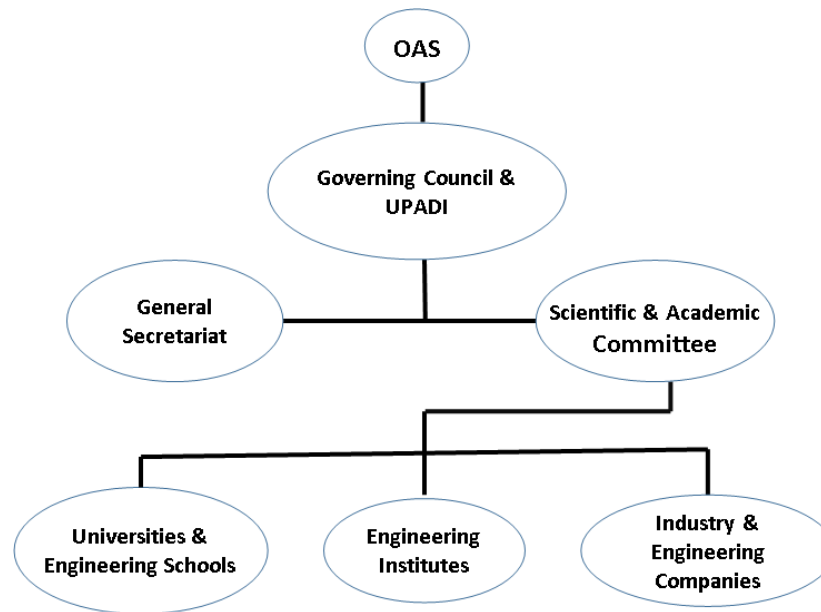 OAS
Governing Council &
UPADI
General
Secretariat
Scientific & Academic
Committee
Universities &
Engineering Schools
Engineering
Institutes
Industry &
Engineering
Companies